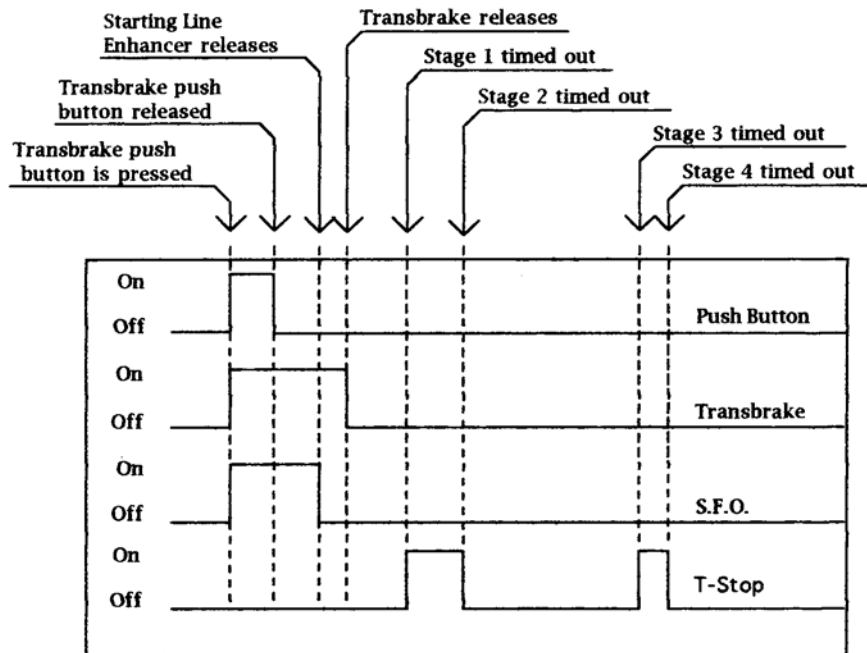 Starting Line
Enhancer releases
Transbrake releases
Stage 1 timed out
Transbrake push
button released
Stage 2 timed out
Transbrake push
button is pressed
Stage 3 timed out
Stage 4 timed out
On
Off
Push Button
On
Off
Transbrake
On
Off
S.F.O.
On
Off
T-Stop